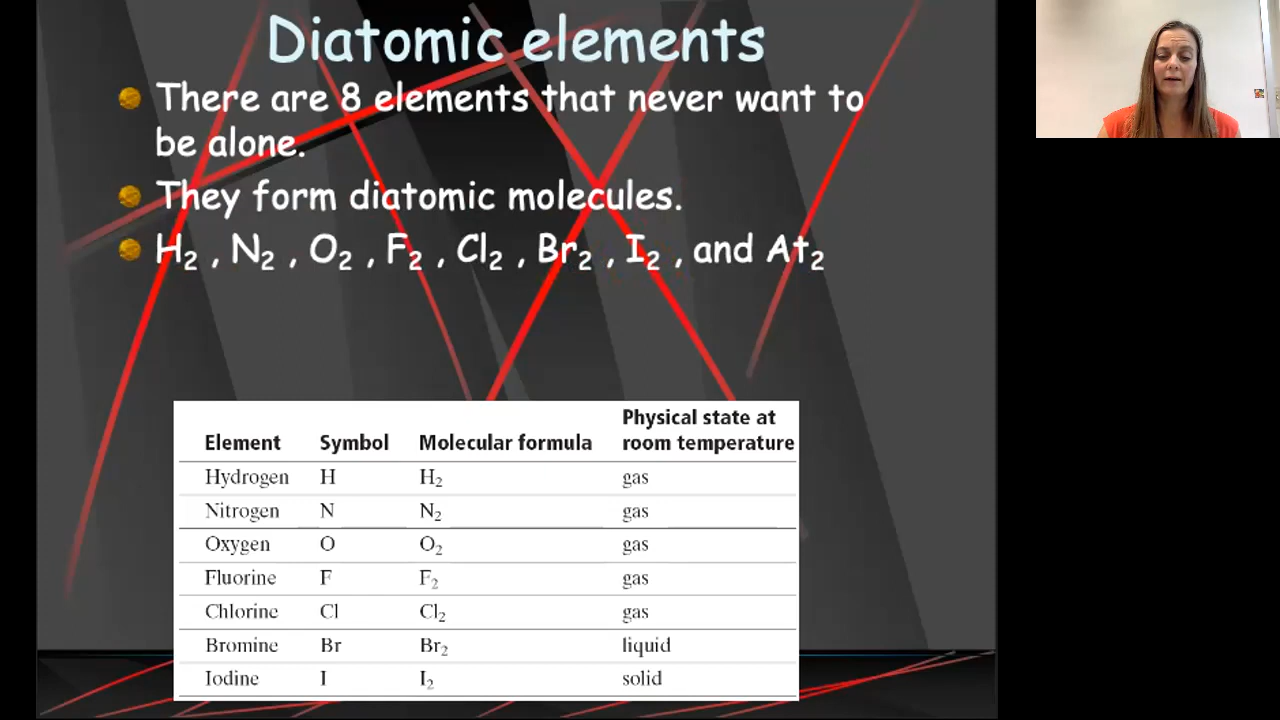 Diatomic elements
There are 8 elements that never want to
be alone.
They form diatomic molecules.
H₂ , N₂ , O₂ , F₂ , Cl₂ , Br₂ , I₂ , and At₂
Physical state at
Element Symbol Molecular formula room temperature
Hydrogen H H₂ gas
Nitrogen N N₂ gas
Oxygen O O₂ gas
Fluorine F F₂ gas
Chlorine Cl Cl₂ gas
Bromine Br Br₂ liquid
Iodine I I₂ solid